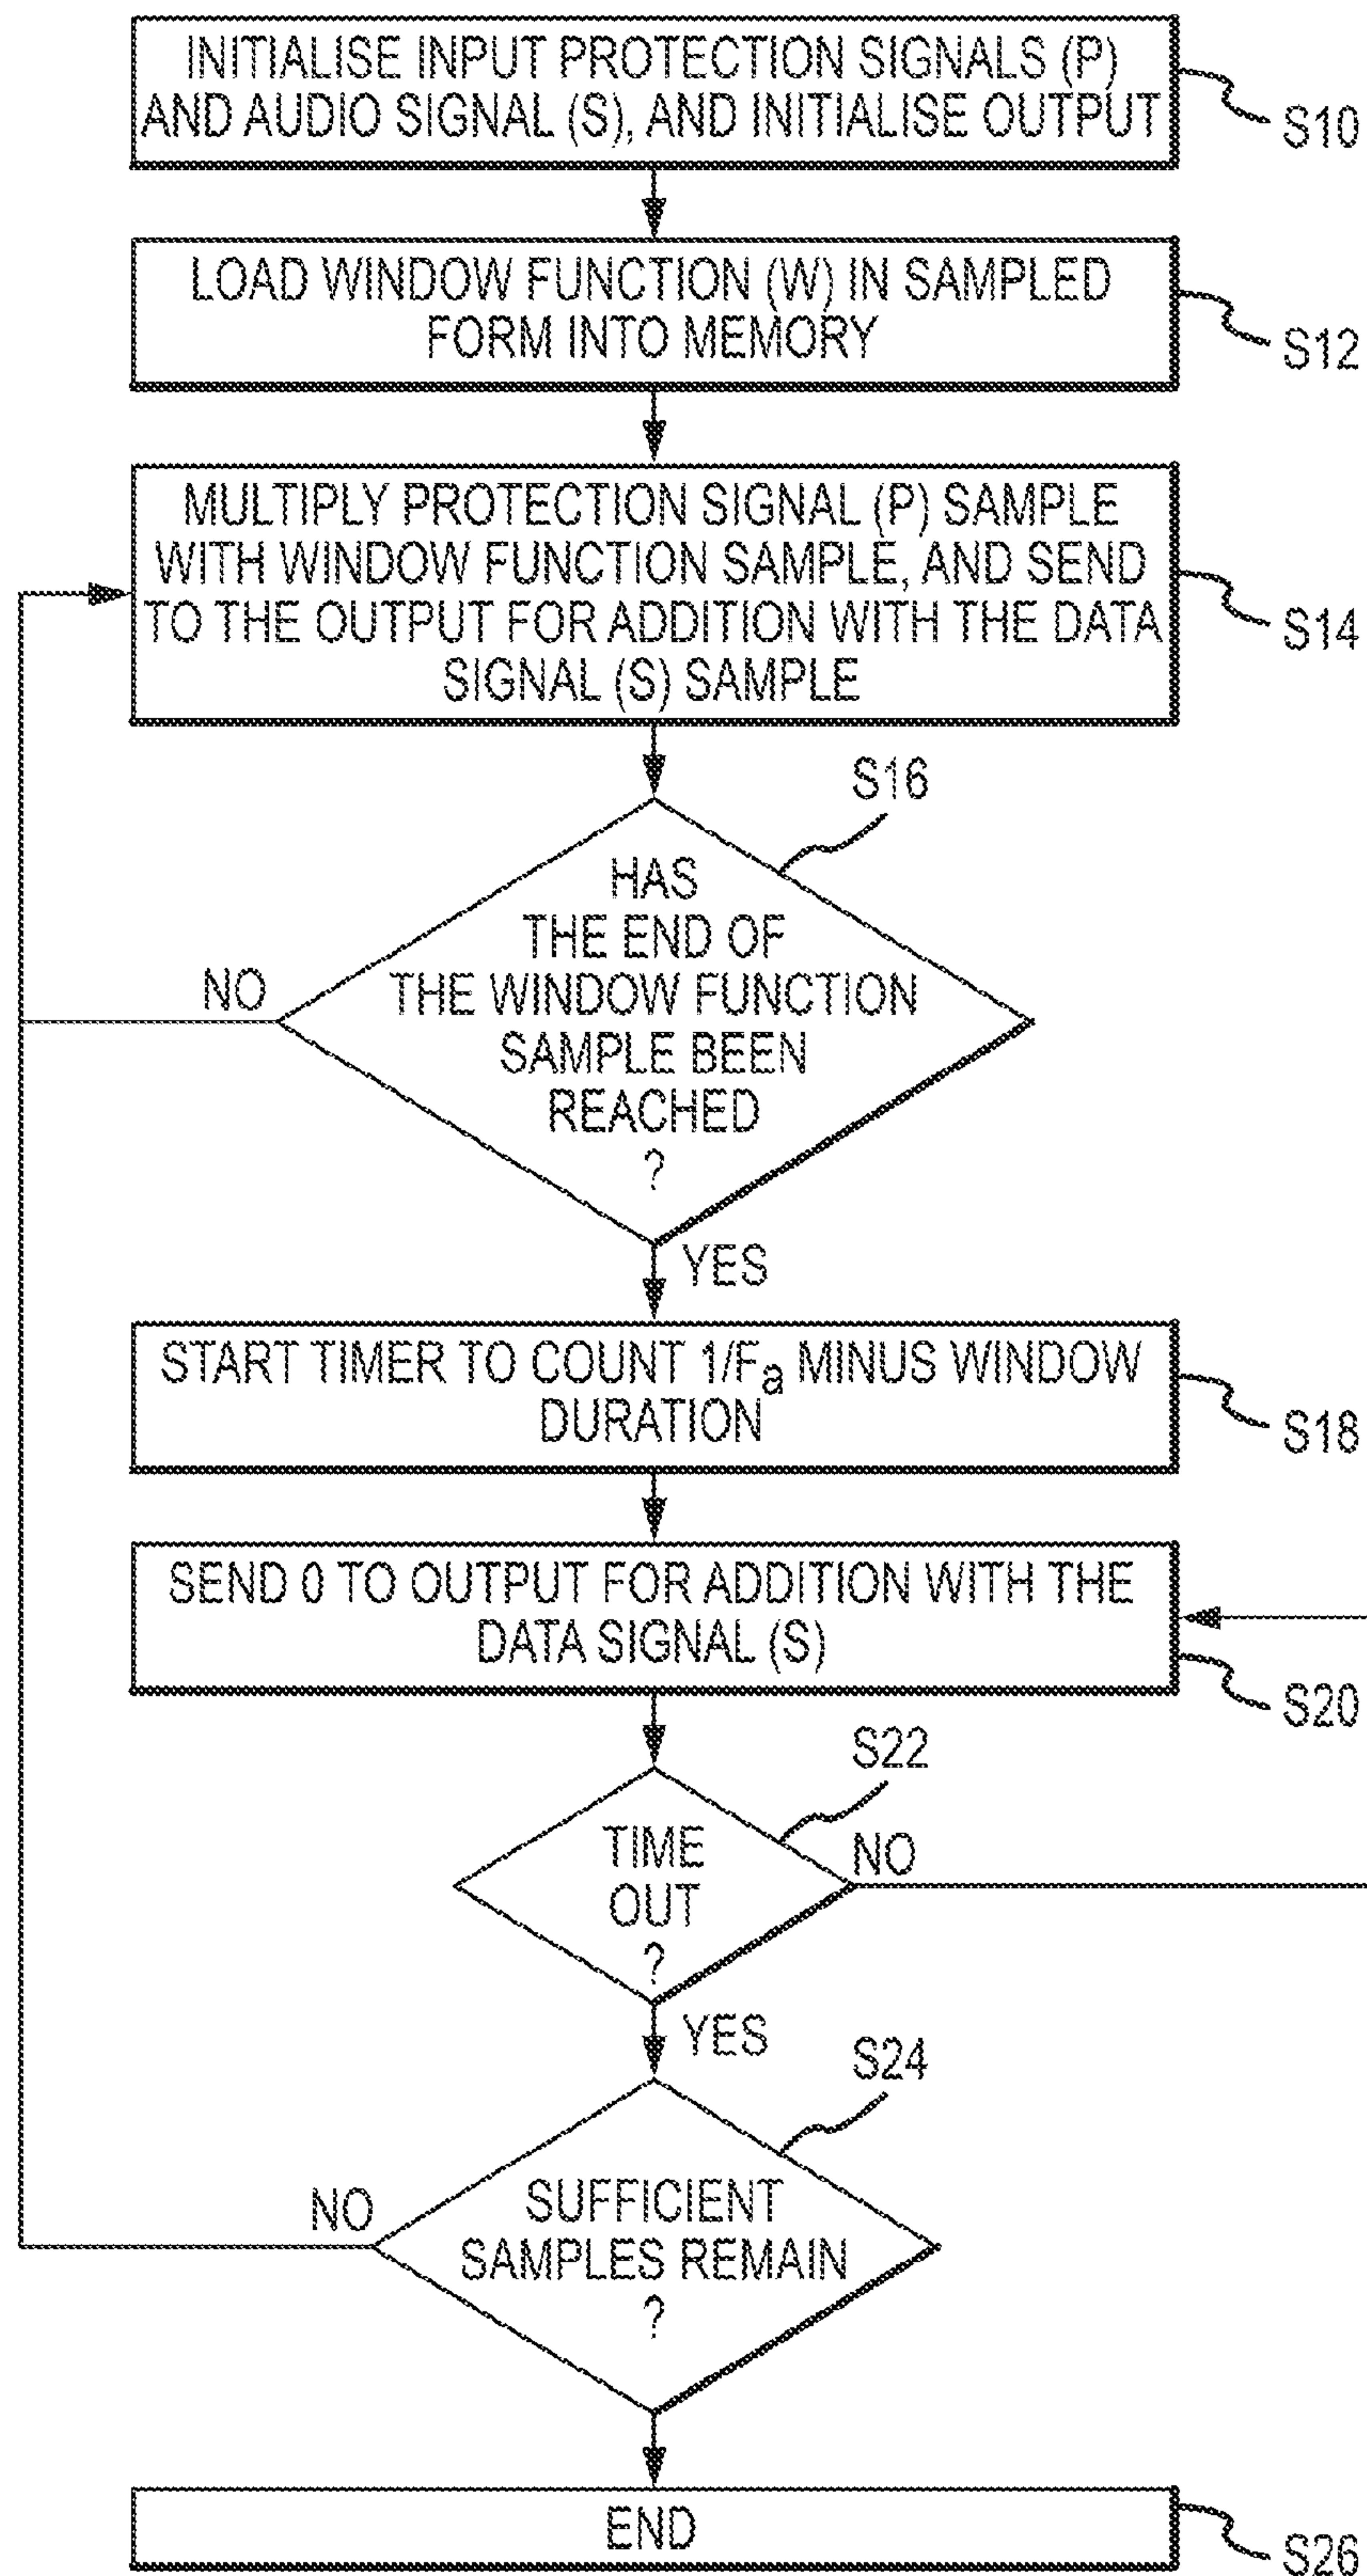 INITIALISE INPUT PROTECTION SIGNALS (P)
AND AUDIO SIGNAL (S), AND INITIALISE OUTPUT
S10
LOAD WINDOW FUNCTION (W) IN SAMPLED
FORM INTO MEMORY
S12
MULTIPLY PROTECTION SIGNAL (P) SAMPLE
WITH WINDOW FUNCTION SAMPLE, AND SEND
TO THE OUTPUT FOR ADDITION WITH THE DATA
SIGNAL (S) SAMPLE
S14
S16
HAS
THE END OF
THE WINDOW FUNCTION
SAMPLE BEEN
REACHED
?
NO
YES
START TIMER TO COUNT 1/Fa MINUS WINDOW
DURATION
S18
SEND 0 TO OUTPUT FOR ADDITION WITH THE
DATA SIGNAL (S)
S20
S22
TIME
OUT
?
NO
YES
S24
SUFFICIENT
SAMPLES REMAIN
?
NO
END
S26